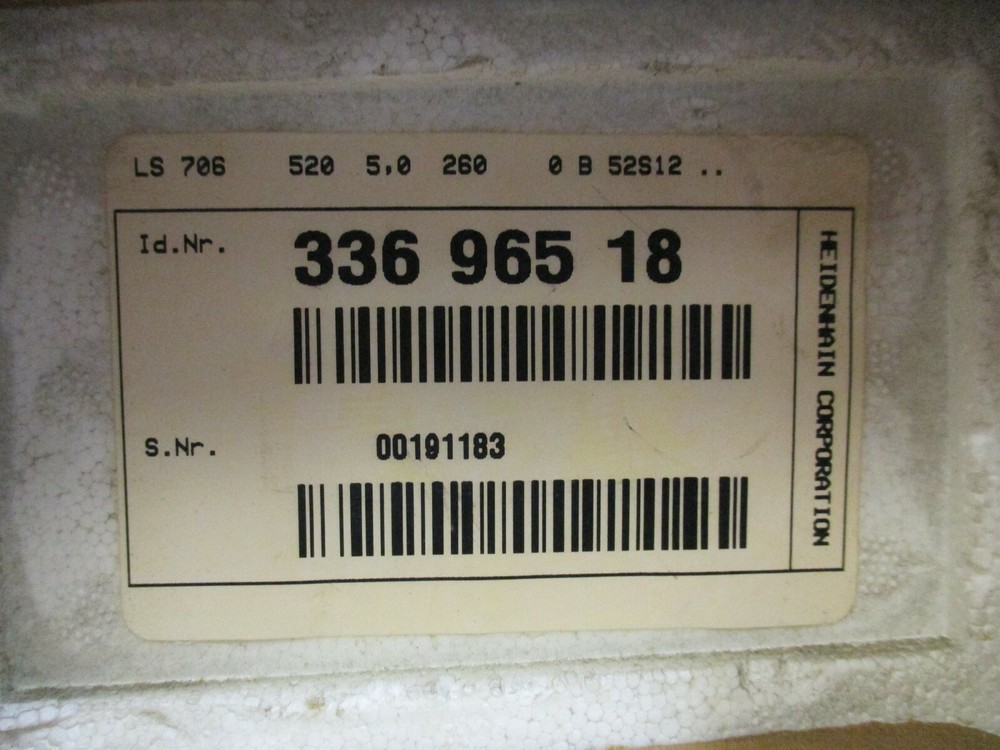 LS 706 520 5,0 260 0 B 52S12 ..
Id.Nr. 336 965 18
S.Nr. 00191183
HEIDENHAIN CORPORATION